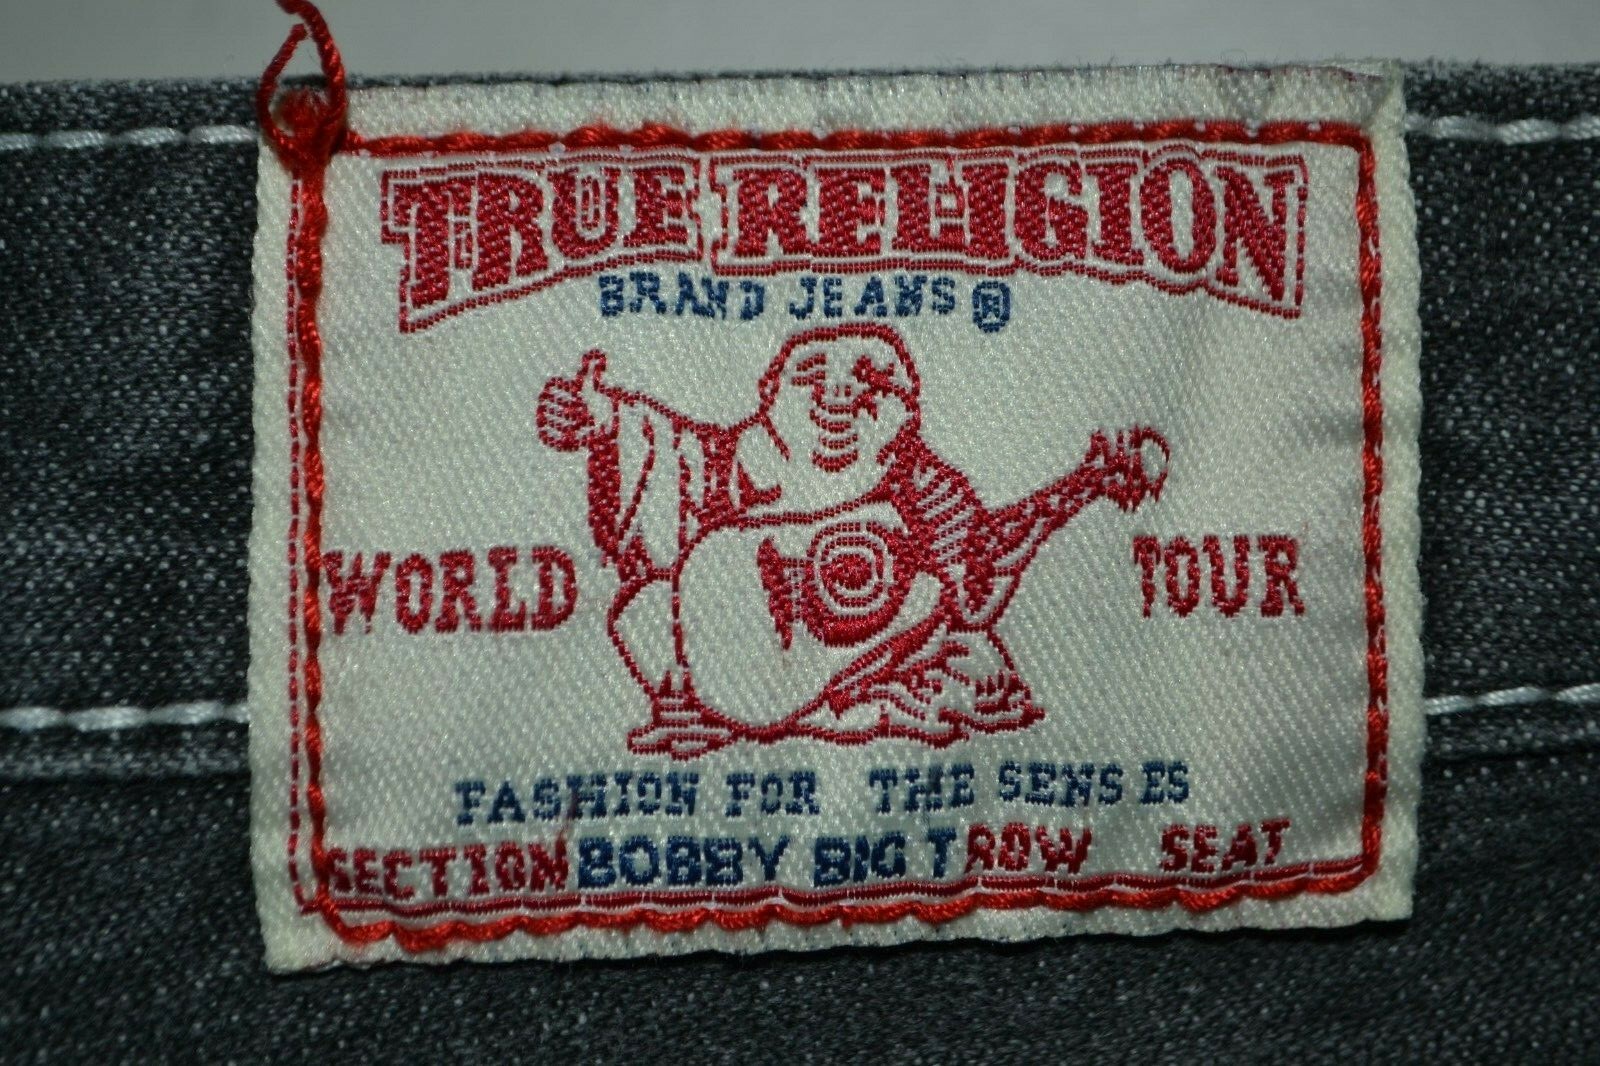 TRUE RELIGION
BRAND JEANS®
WORLD TOUR
FASHION FOR THE SENSES
SECTION BOBBY BIG T ROW SEAT